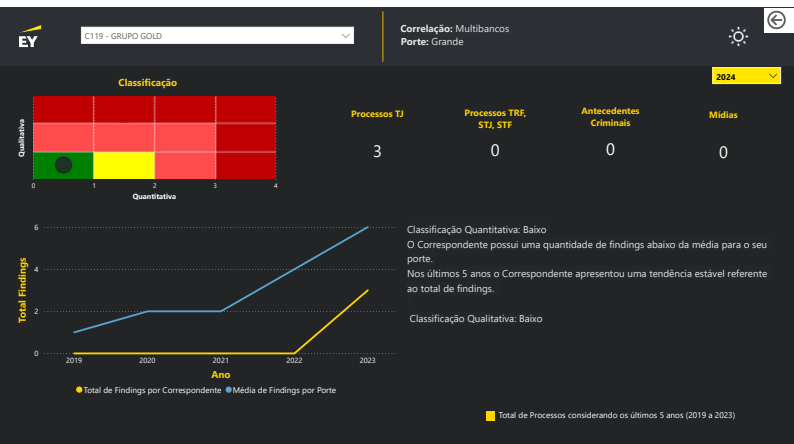 EY
C119 - GRUPO GOLD
Correlação: Multibancos
Porte: Grande
2024
Classificação
Qualitativa
0 1 2 3 4
Quantitativa
Processos TJ
3
Processos TRF,
STJ, STF
0
Antecedentes
Criminais
0
Mídias
0
Total Findings
6
4
2
0
2019 2020 2021 2022 2023
Ano
Total de Findings por Correspondente Média de Findings por Porte
Classificação Quantitativa: Baixo
O Correspondente possui uma quantidade de findings abaixo da média para o seu
porte.
Nos últimos 5 anos o Correspondente apresentou uma tendência estável referente
ao total de findings.
Classificação Qualitativa: Baixo
Total de Processos considerando os últimos 5 anos (2019 a 2023)